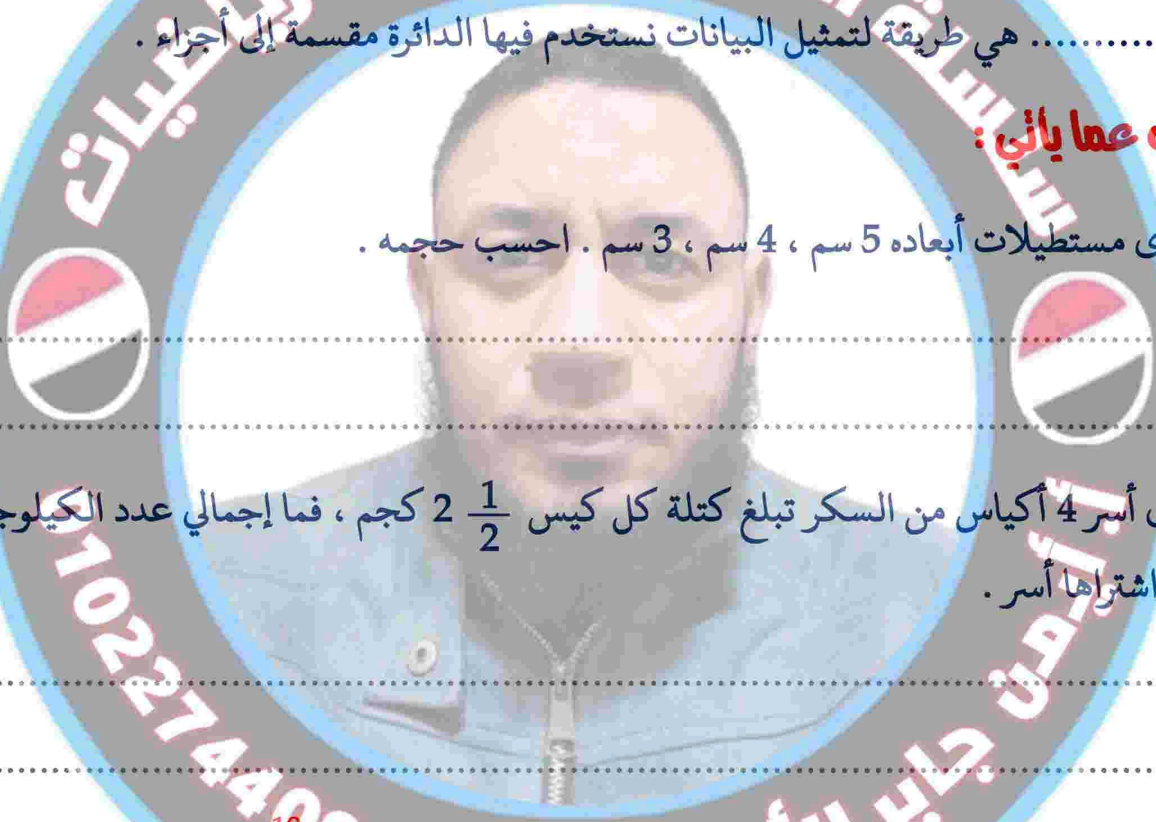 ............ هي طريقة لتمثيل البيانات نستخدم فيها الدائرة مقسمة إلى أجزاء .
عما يأتي :
مستطيلات أبعاده 5 سم ، 4 سم ، 3 سم . احسب حجمه .
أسر 4 أكياس من السكر تبلغ كتلة كل كيس 2 1/2 كجم ، فما إجمالي عدد
اشتراها أسر .